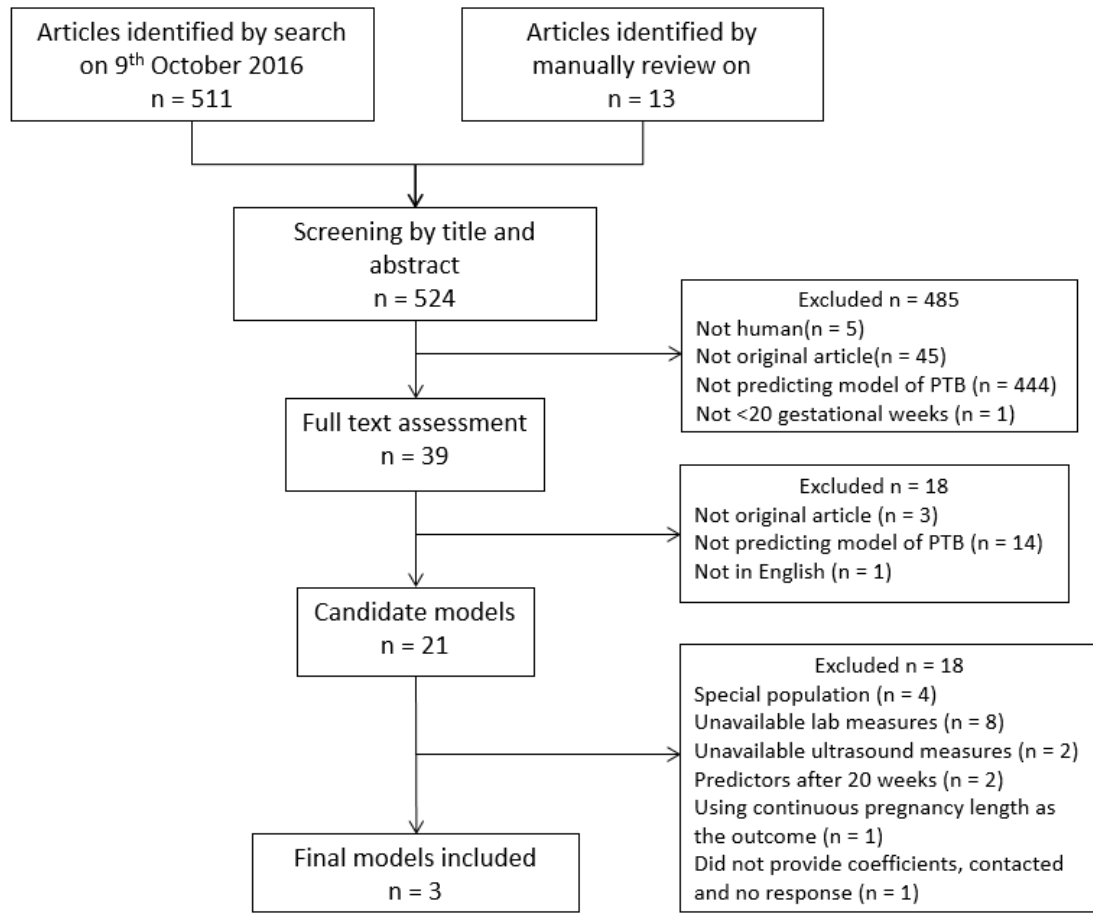 Articles identified by search
on 9th October 2016
n = 511
Articles identified by
manually review on
n = 13
Screening by title and
abstract
n = 524
Excluded n = 485
Not human(n = 5)
Not original article(n = 45)
Not predicting model of PTB (n = 444)
Not <20 gestational weeks (n = 1)
Full text assessment
n = 39
Excluded n = 18
Not original article (n = 3)
Not predicting model of PTB (n = 14)
Not in English (n = 1)
Candidate models
n = 21
Excluded n = 18
Special population (n = 4)
Unavailable lab measures (n = 8)
Unavailable ultrasound measures (n = 2)
Predictors after 20 weeks (n = 2)
Using continuous pregnancy length as
the outcome (n = 1)
Did not provide coefficients, contacted
and no response (n = 1)
Final models included
n = 3